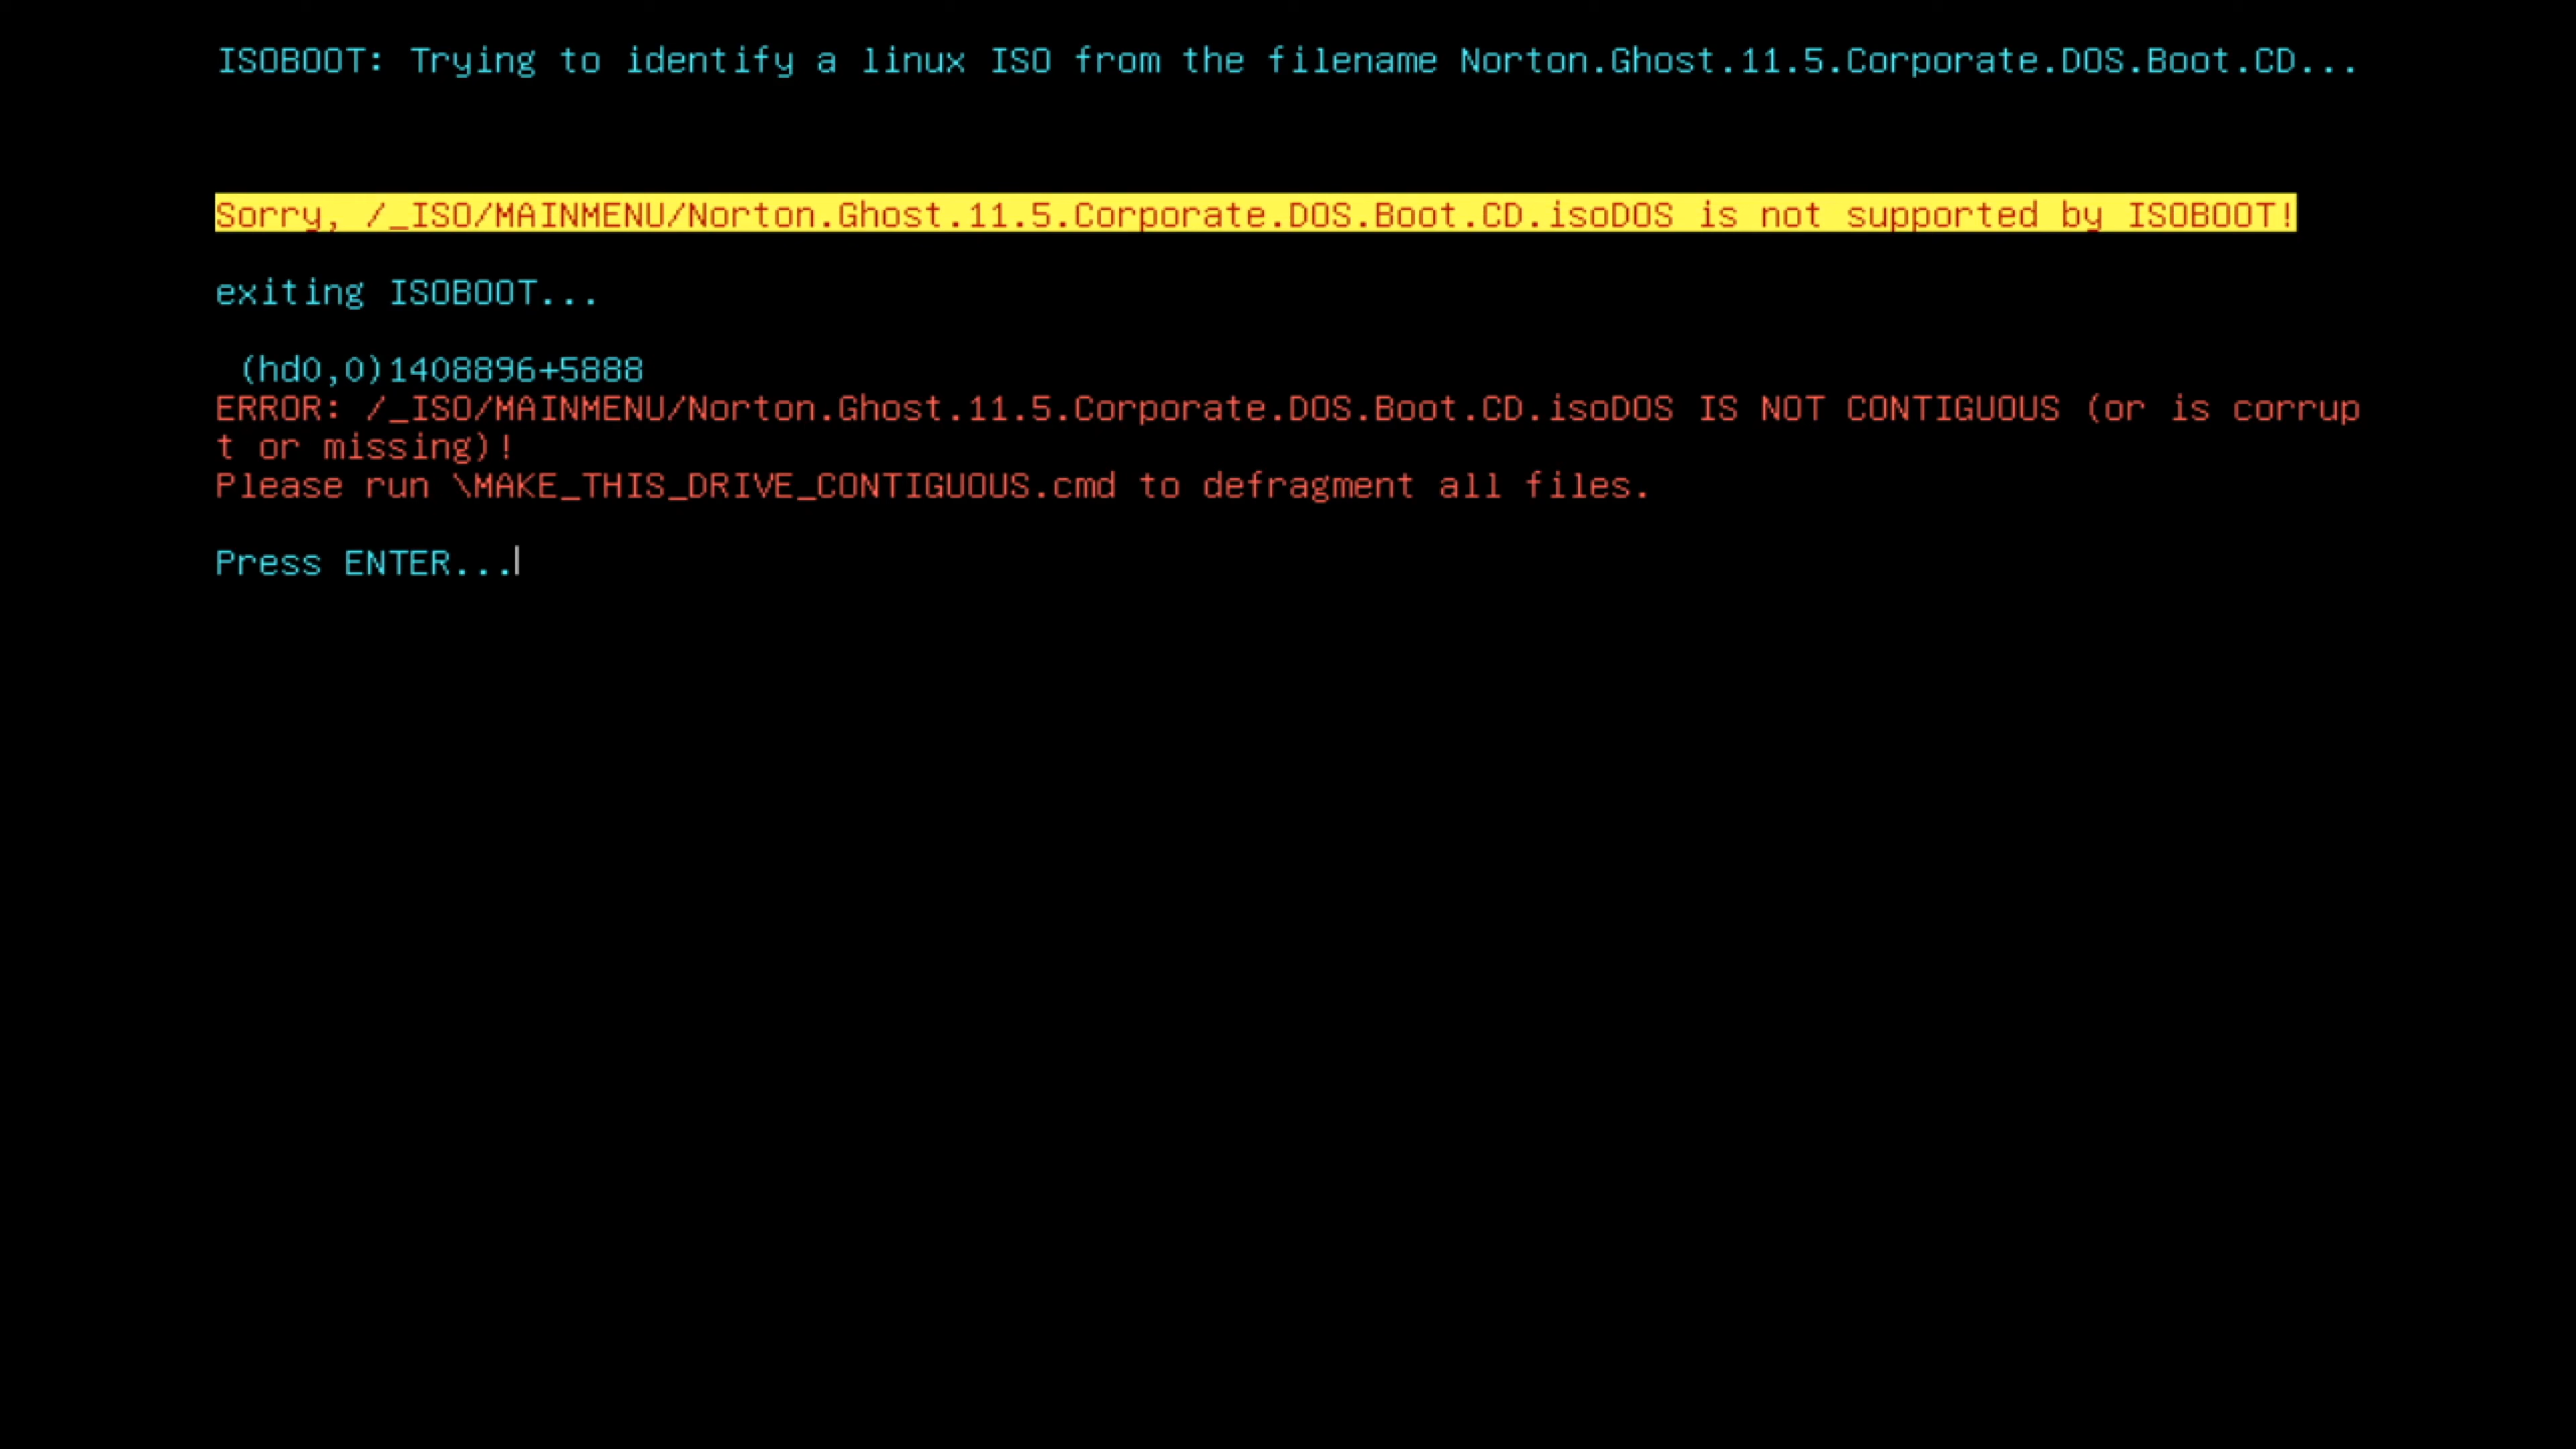 ISOBOOT: Trying to identify a linux ISO from the filename Norton.Ghost.11.5.Corporate.DOS.Boot.CD...
Sorry, /_ISO/MAINMENU/Norton.Ghost.11.5.Corporate.DOS.Boot.CD.isoDOS is not supported by ISOBOOT!
exiting ISOBOOT...
(hd0,0)1408896+5888
ERROR: /_ISO/MAINMENU/Norton.Ghost.11.5.Corporate.DOS.Boot.CD.isoDOS IS NOT CONTIGUOUS (or is corrup
t or missing)!
Please run \MAKE_THIS_DRIVE_CONTIGUOUS.cmd to defragment all files.
Press ENTER...